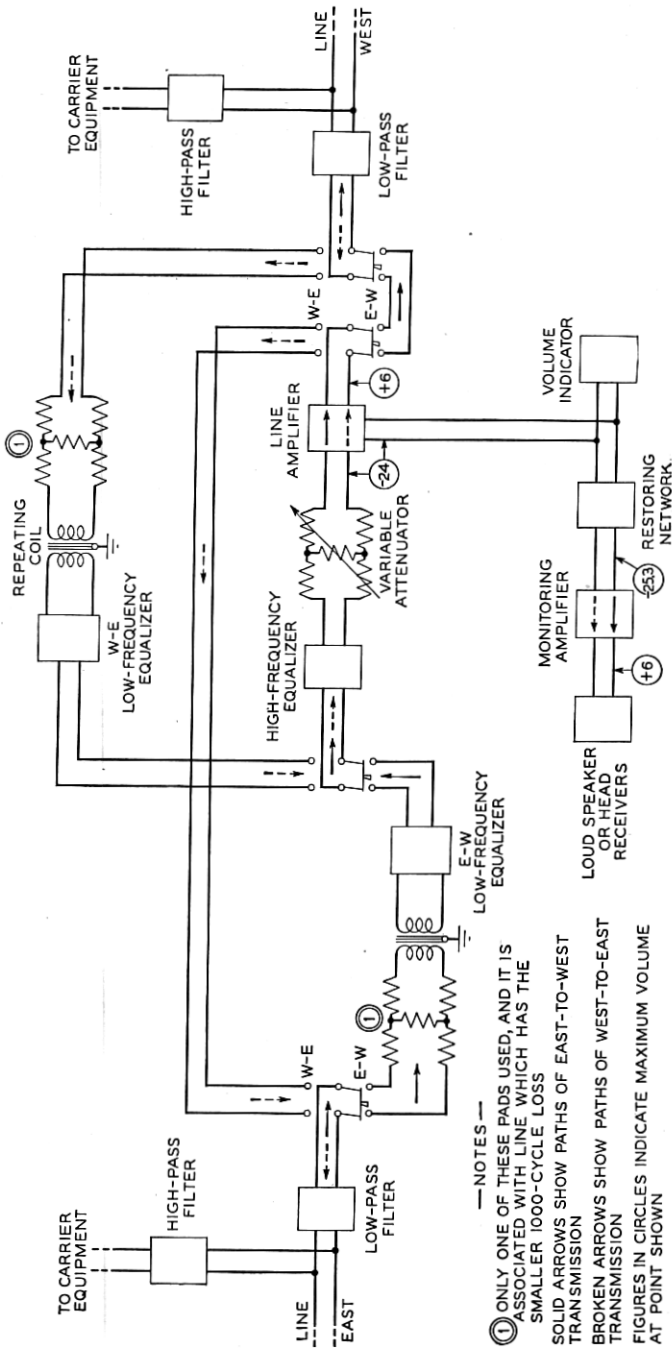 TO CARRIER
EQUIPMENT
HIGH-PASS
FILTER
LINE
EAST
LOW-PASS
FILTER
W-E
E-W
1
E-W
LOW-FREQUENCY
EQUALIZER
W-E
LOW-FREQUENCY
EQUALIZER
REPEATING
COIL
1
HIGH-FREQUENCY
EQUALIZER
VARIABLE
ATTENUATOR
LINE
AMPLIFIER
-24
+6
W-E
E-W
TO CARRIER
EQUIPMENT
HIGH-PASS
FILTER
LOW-PASS
FILTER
LINE
WEST
LOUD SPEAKER
OR HEAD
RECEIVERS
+6
MONITORING
AMPLIFIER
-25.3
RESTORING
NETWORK
VOLUME
INDICATOR
— NOTES —
1 ONLY ONE OF THESE PADS USED, AND IT IS
ASSOCIATED WITH LINE WHICH HAS THE
SMALLER 1000-CYCLE LOSS
SOLID ARROWS SHOW PATHS OF EAST-TO-WEST
TRANSMISSION
BROKEN ARROWS SHOW PATHS OF WEST-TO-EAST
TRANSMISSION
FIGURES IN CIRCLES INDICATE MAXIMUM VOLUME
AT POINT SHOWN